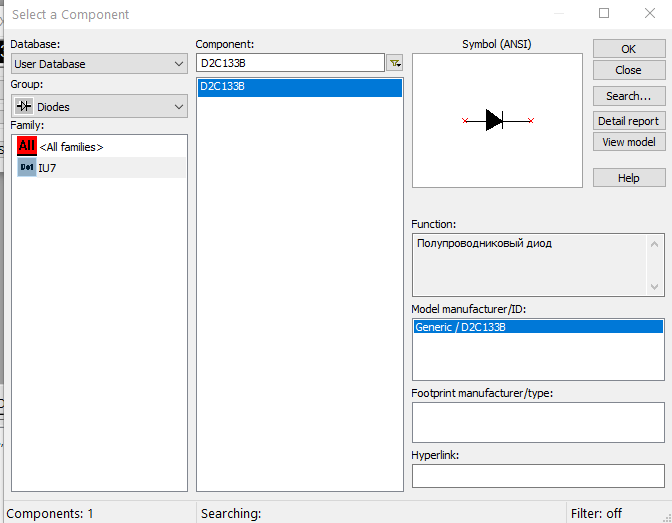 Select a Component
Database:
User Database
Group:
Diodes
Family:
All <All families>
IU7
Component:
D2C133B
D2C133B
Symbol (ANSI)
OK
Close
Search...
Detail report
View model
Help
Function:
Полупроводниковый диод
Model manufacturer/ID:
Generic / D2C133B
Footprint manufacturer/type:
Hyperlink:
Components: 1
Searching:
Filter: off